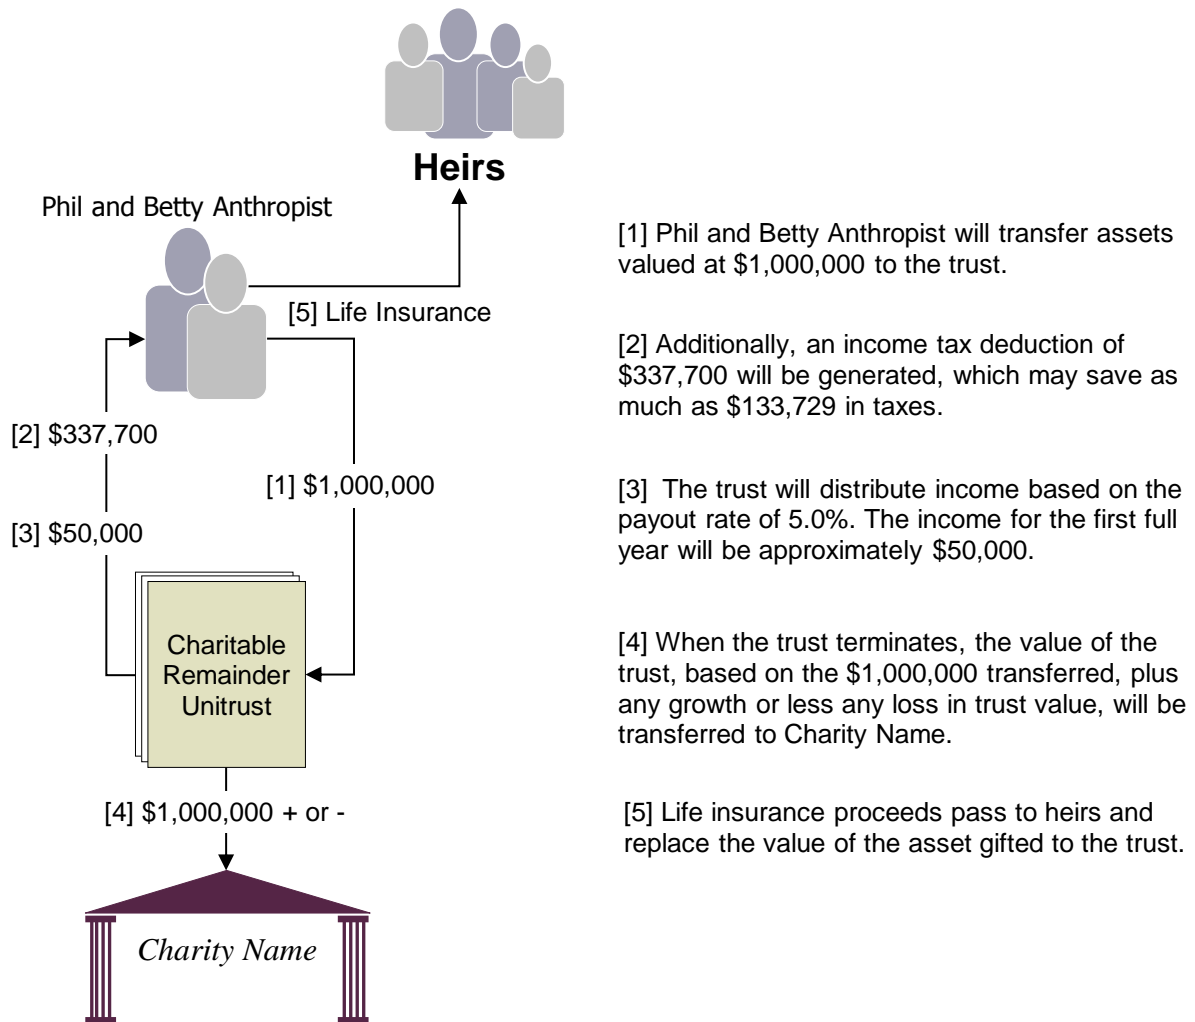 Heirs
Phil and Betty Anthropist
[5] Life Insurance
[2] $337,700
[1] $1,000,000
[3] $50,000
Charitable
Remainder
Unitrust
[4] $1,000,000 + or -
Charity Name
[1] Phil and Betty Anthropist will transfer assets
valued at $1,000,000 to the trust.
[2] Additionally, an income tax deduction of
$337,700 will be generated, which may save as
much as $133,729 in taxes.
[3] The trust will distribute income based on the
payout rate of 5.0%. The income for the first full
year will be approximately $50,000.
[4] When the trust terminates, the value of the
trust, based on the $1,000,000 transferred, plus
any growth or less any loss in trust value, will be
transferred to Charity Name.
[5] Life insurance proceeds pass to heirs and
replace the value of the asset gifted to the trust.